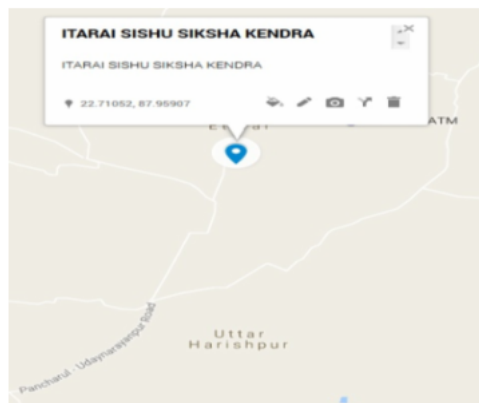 ITARAI SISHU SIKSHA KENDRA
ITARAI SISHU SIKSHA KENDRA
22.71052, 87.95907
ATM
Uttar
Harishpur
Pancharul - Udaynarayanpur Road